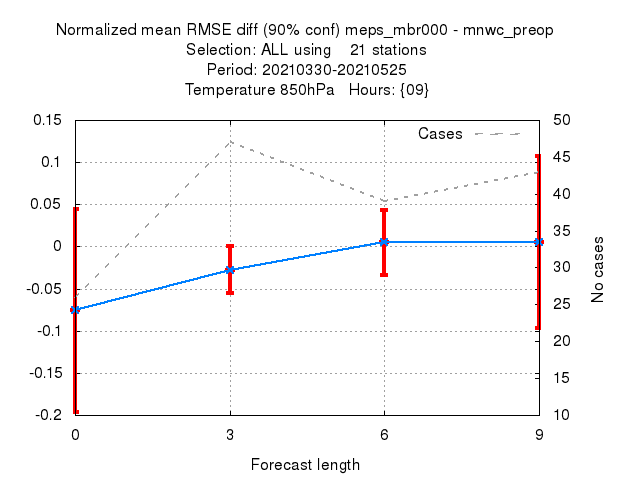 Normalized mean RMSE diff (90% conf) meps_mbr000 - mnwc_preop
Selection: ALL using    21 stations
Period: 20210330-20210525
Temperature 850hPa   Hours: {09}
Cases
0.15
0.1
0.05
0
-0.05
-0.1
-0.15
-0.2
50
45
40
35
30
25
20
15
10
No cases
0 3 6 9
Forecast length